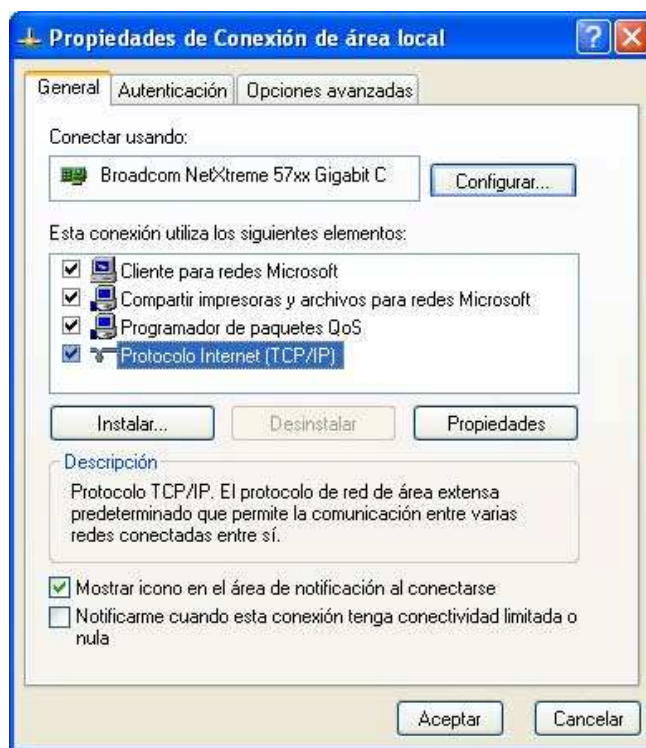 Propiedades de Conexión de área local
General Autenticación Opciones avanzadas
Conectar usando:
Broadcom NetXtreme 57xx Gigabit C
Configurar...
Esta conexión utiliza los siguientes elementos:
Cliente para redes Microsoft
Compartir impresoras y archivos para redes Microsoft
Programador de paquetes QoS
Protocolo Internet (TCP/IP)
Instalar... Desinstalar Propiedades
Descripción
Protocolo TCP/IP. El protocolo de red de área extensa
predeterminado que permite la comunicación entre varias
redes conectadas entre sí.
Mostrar icono en el área de notificación al conectarse
Notificarme cuando esta conexión tenga conectividad limitada o
nula
Aceptar Cancelar